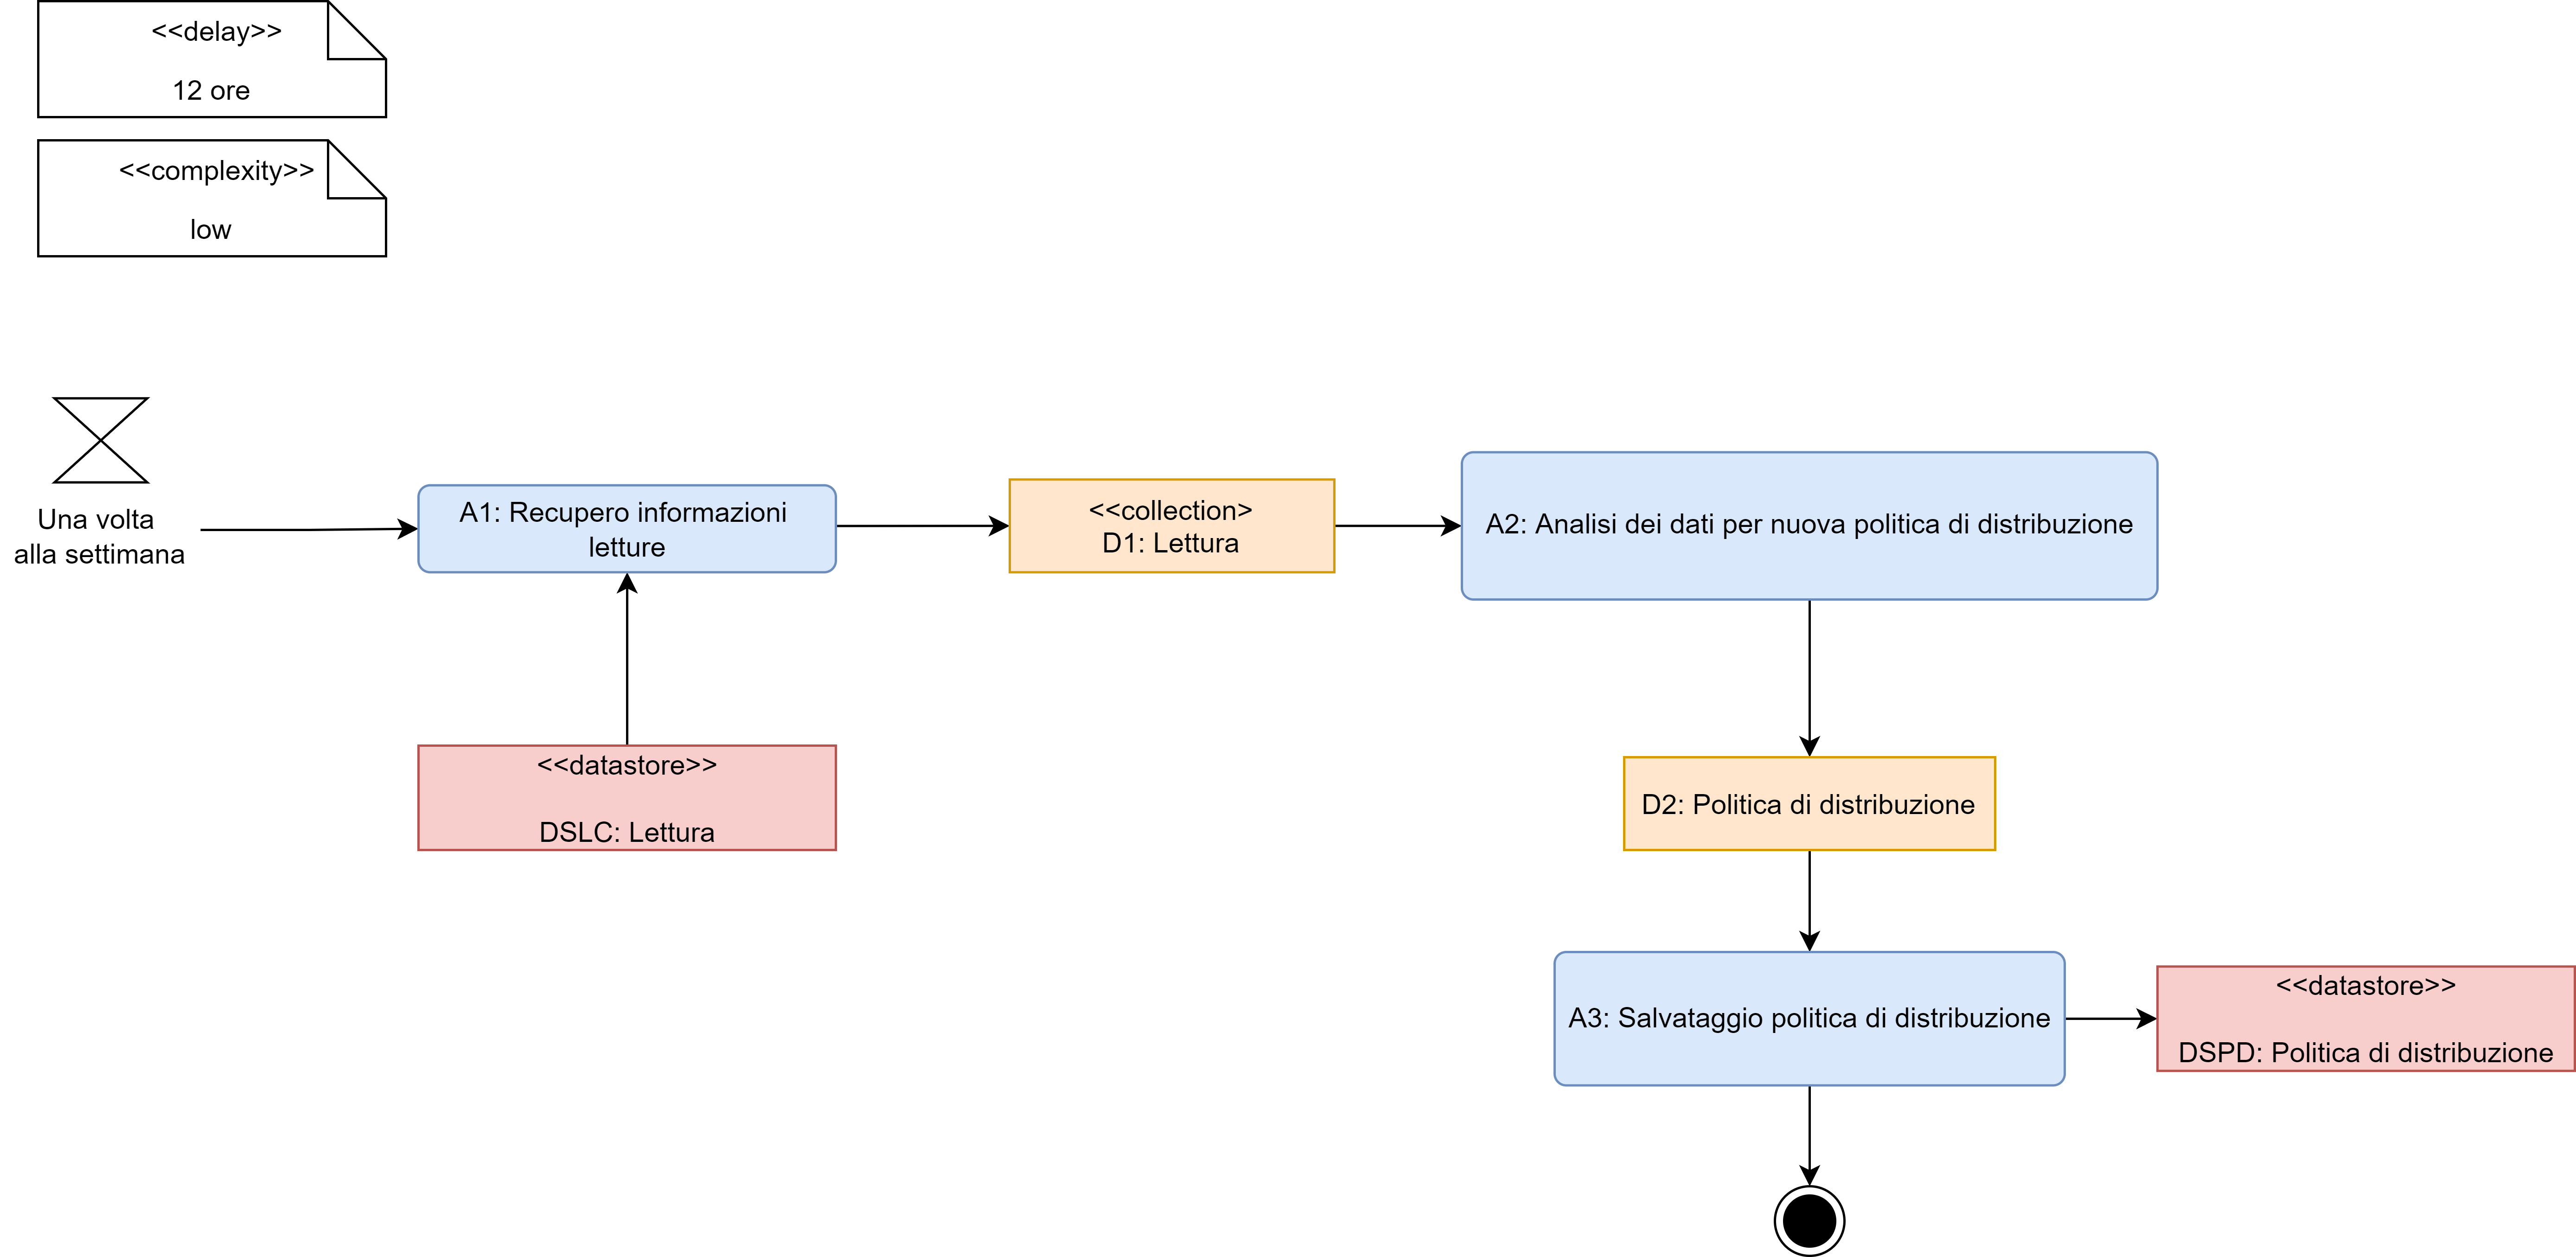 <<delay>>
12 ore
<<complexity>>
low
Una volta
alla settimana
A1: Recupero informazioni
letture
<<collection>
D1: Lettura
A2: Analisi dei dati per nuova politica di distribuzione
<<datastore>>
DSLC: Lettura
D2: Politica di distribuzione
A3: Salvataggio politica di distribuzione
<<datastore>>
DSPD: Politica di distribuzione